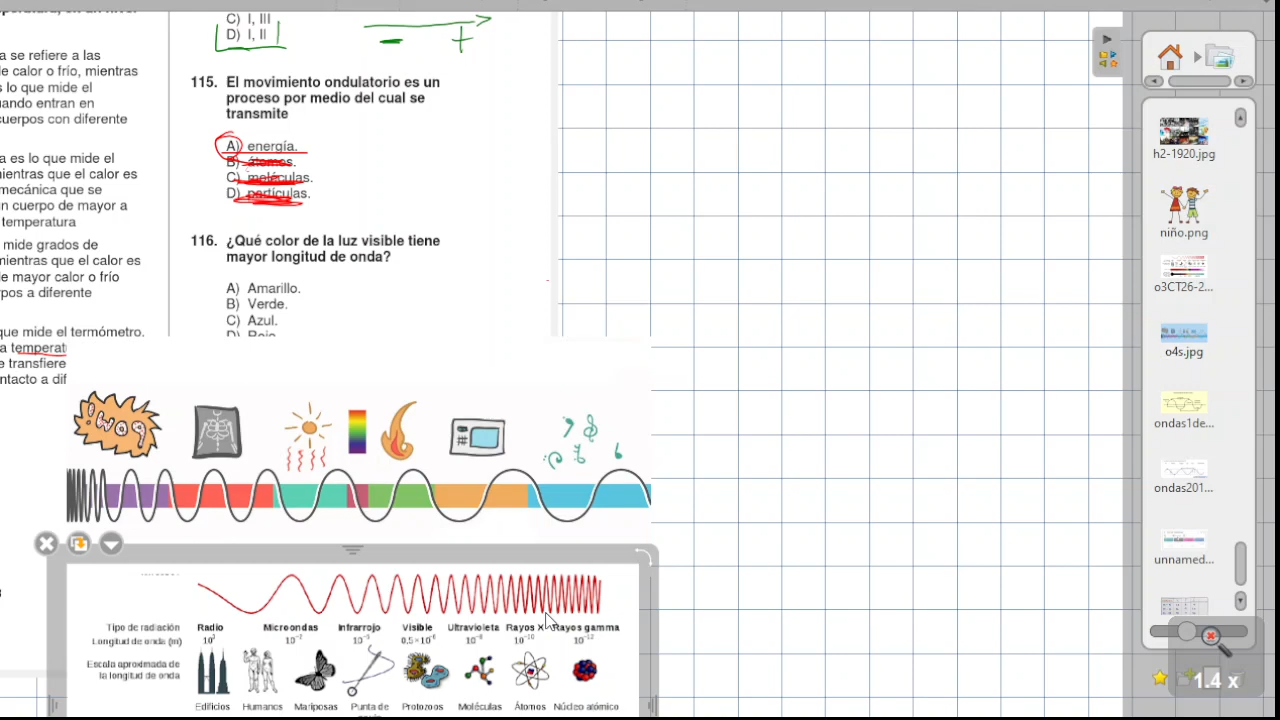 a se refiere a las
de calor o frío, mientras
s lo que mide el
uando entran en
cuerpos con diferente
a es lo que mide el
mientras que el calor es
mecánica que se
un cuerpo de mayor a
temperatura
mide grados de
mientras que el calor es
de mayor calor o frío
rpos a diferente
que mide el termómetro.
a temperat
e transfiere
ntacto a dif
C) I, III
D) I, II
- +
115. El movimiento ondulatorio es un
proceso por medio del cual se
transmite
A) energía.
B) átomos.
C) moléculas.
D) partículas.
116. ¿Qué color de la luz visible tiene
mayor longitud de onda?
A) Amarillo.
B) Verde.
C) Azul.
D) Rojo
Tipo de radiación Radio Microondas Infrarrojo Visible Ultravioleta Rayos X Rayos gamma
Longitud de onda (m) 10³ 10⁻² 10⁻⁵ 0,5×10⁻⁶ 10⁻⁸ 10⁻¹⁰ 10⁻¹²
Escala aproximada de
la longitud de onda
Edificios Humanos Mariposas Punta de Protozoos Moléculas Átomos Núcleo atómico
h2-1920.jpg
niño.png
o3CT26-2...
o4s.jpg
ondas1de...
ondas201...
unnamed...
1.4 x